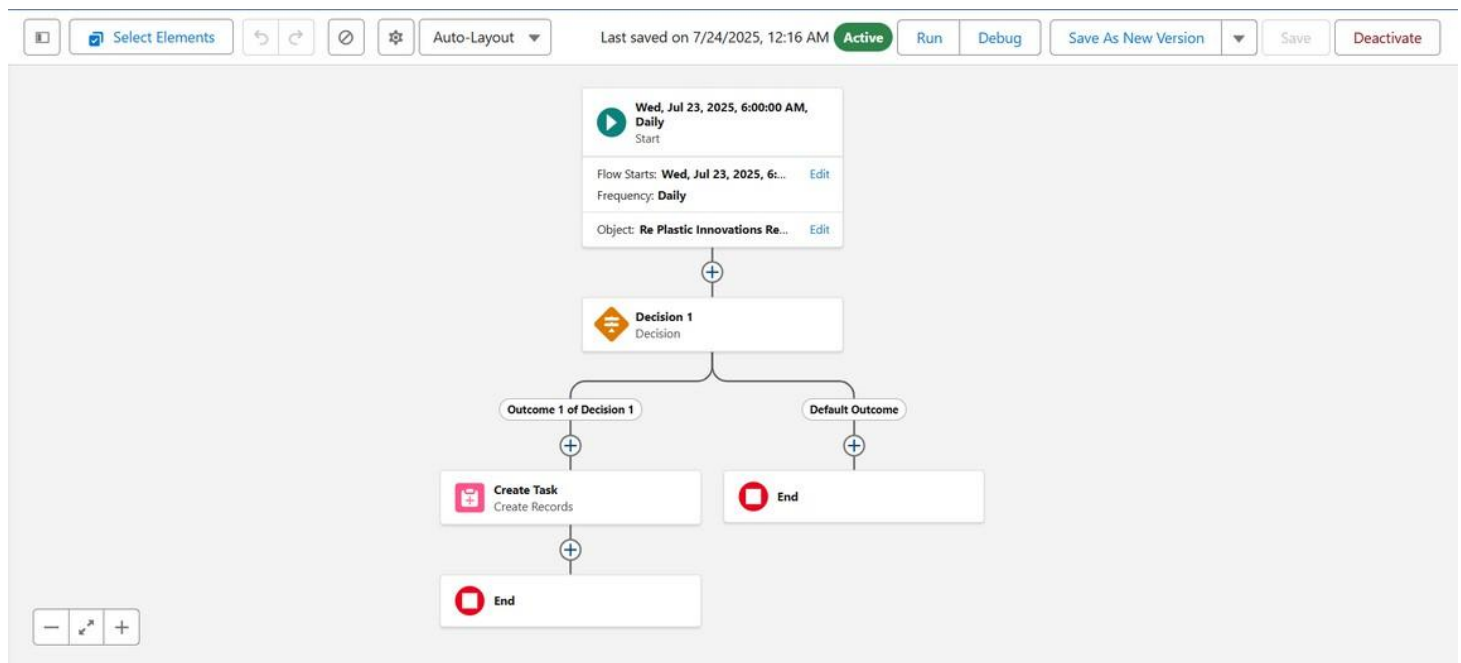 Select Elements
Auto-Layout
Last saved on 7/24/2025, 12:16 AM
Active
Run
Debug
Save As New Version
Save
Deactivate
Wed, Jul 23, 2025, 6:00:00 AM,
Daily
Start
Flow Starts: Wed, Jul 23, 2025, 6:... Edit
Frequency: Daily
Object: Re Plastic Innovations Re... Edit
Decision 1
Decision
Outcome 1 of Decision 1
Default Outcome
Create Task
Create Records
End
End